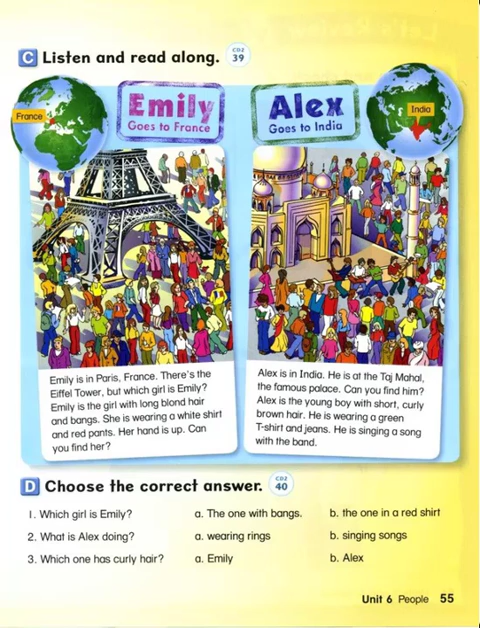 C Listen and read along. CD2 39
France
Emily
Goes to France
Alex
Goes to India
India
Emily is in Paris, France. There's the
Eiffel Tower, but which girl is Emily?
Emily is the girl with long blond hair
and bangs. She is wearing a white shirt
and red pants. Her hand is up. Can
you find her?
Alex is in India. He is at the Taj Mahal,
the famous palace. Can you find him?
Alex is the young boy with short, curly
brown hair. He is wearing a green
T-shirt and jeans. He is singing a song
with the band.
D Choose the correct answer. CD2 40
1. Which girl is Emily? a. The one with bangs. b. the one in a red shirt
2. What is Alex doing? a. wearing rings b. singing songs
3. Which one has curly hair? a. Emily b. Alex
Unit 6 People 55